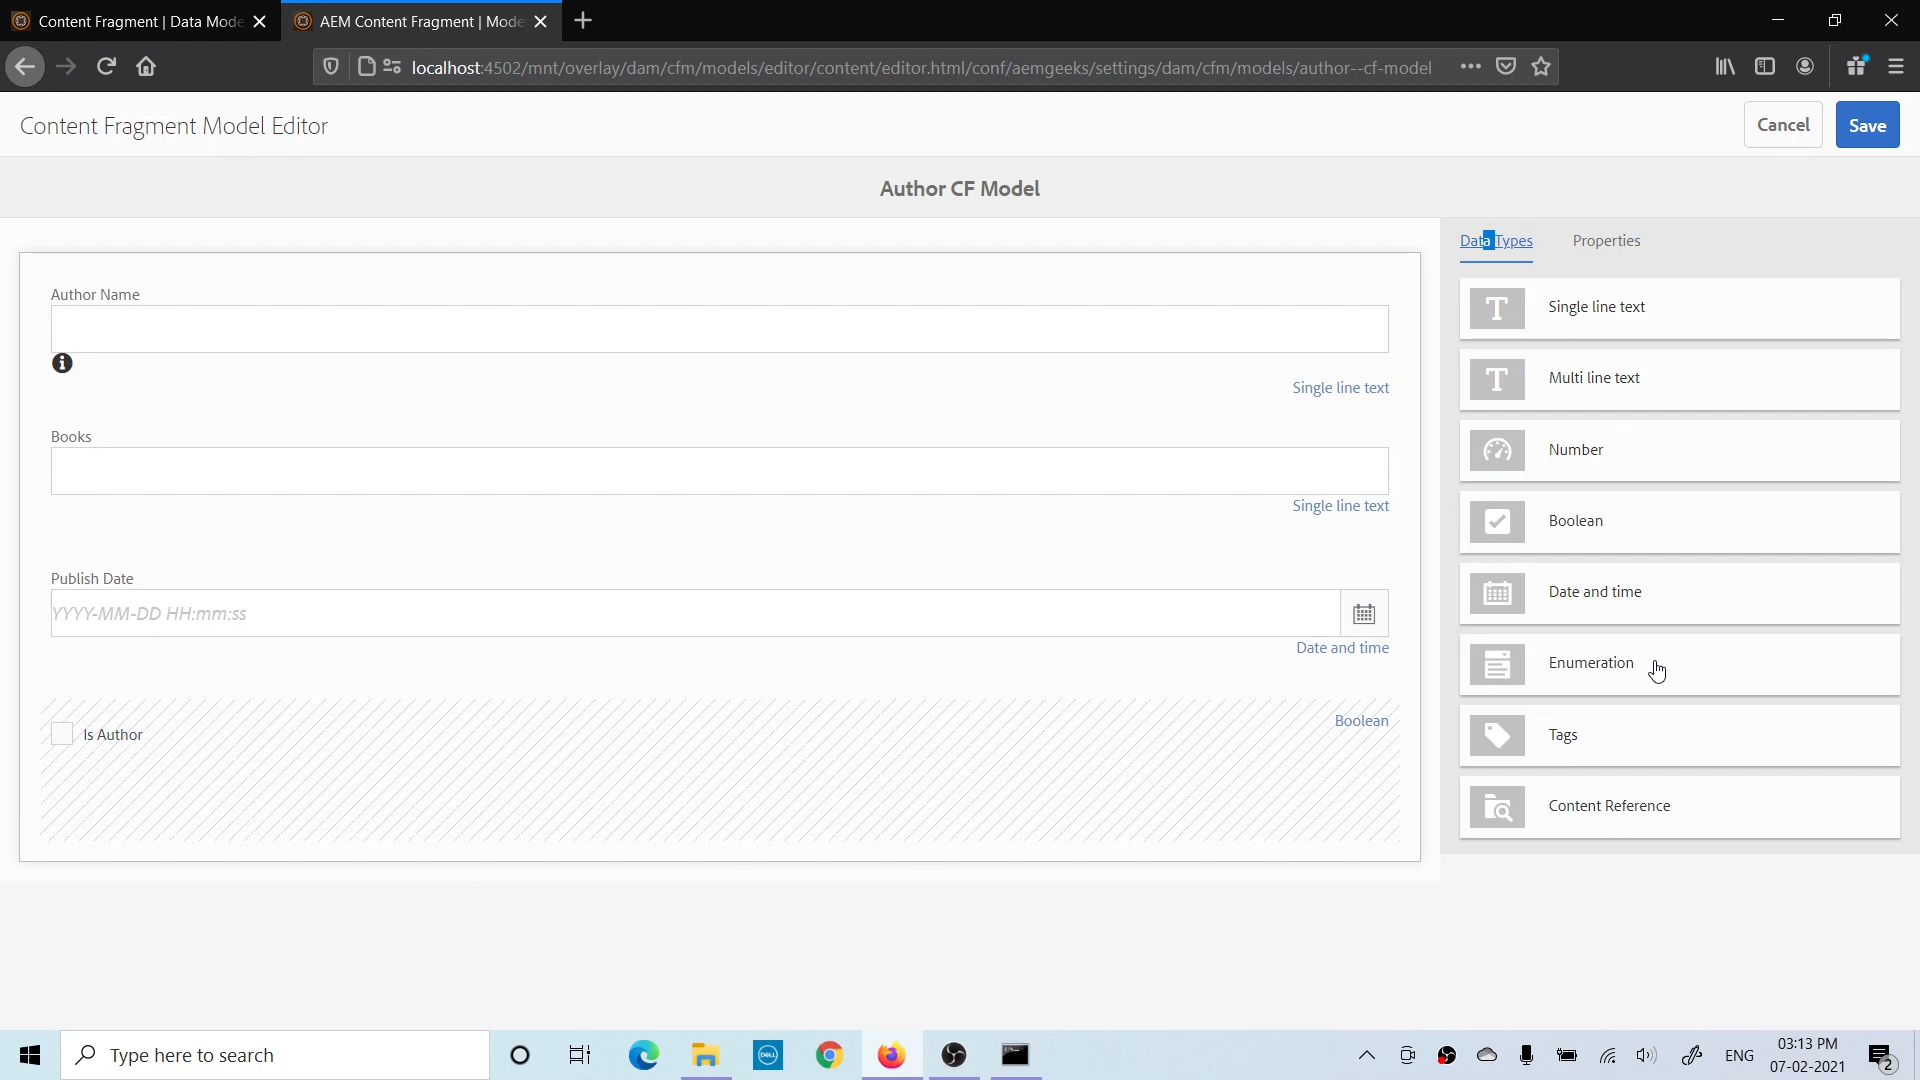 Content Fragment | Data Mode
AEM Content Fragment | Mode
localhost:4502/mnt/overlay/dam/cfm/models/editor/content/editor.html/conf/aemgeeks/settings/dam/cfm/models/author--cf-model
Content Fragment Model Editor
Cancel
Save
Author CF Model
Data Types
Properties
Author Name
Single line text
Books
Single line text
Publish Date
YYYY-MM-DD HH:mm:ss
Date and time
Is Author
Boolean
Single line text
Multi line text
Number
Boolean
Date and time
Enumeration
Tags
Content Reference
Type here to search
DELL
ENG
03:13 PM
07-02-2021
2